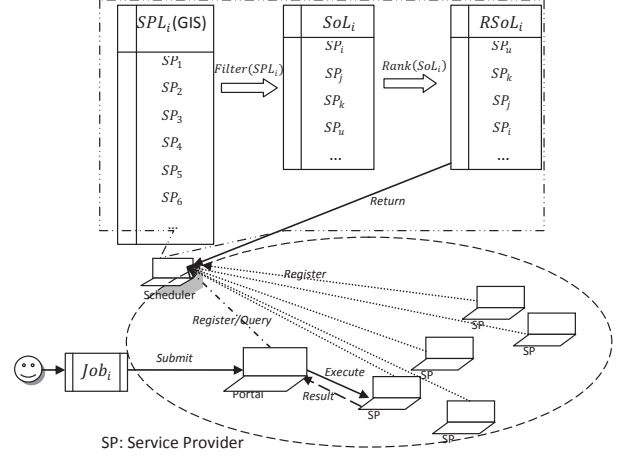 SPLᵢ(GIS)
SoLᵢ
RSoLᵢ
SP₁
SP₂
SP₃
SP₄
SP₅
SP₆
...
Filter(SPLᵢ)
SPᵢ
SPⱼ
SPₖ
SPᵤ
...
Rank(SoLᵢ)
SPᵤ
SPₖ
SPⱼ
SPᵢ
...
Return
Scheduler
Register
Register/Query
SP
SP
Jobᵢ
Submit
Portal
Execute
Result
SP
SP
SP
SP: Service Provider